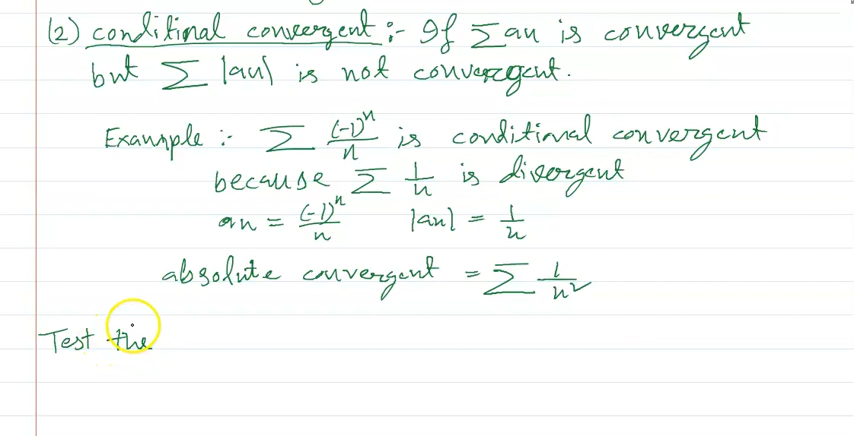 (2) conditional convergent :- If ∑ an is convergent
but ∑ |an| is not convergent.
Example :- ∑ (-1)^n/n is conditional convergent
because ∑ 1/n is divergent
an = (-1)^n/n |an| = 1/n
absolute convergent = ∑ 1/n²
Test the